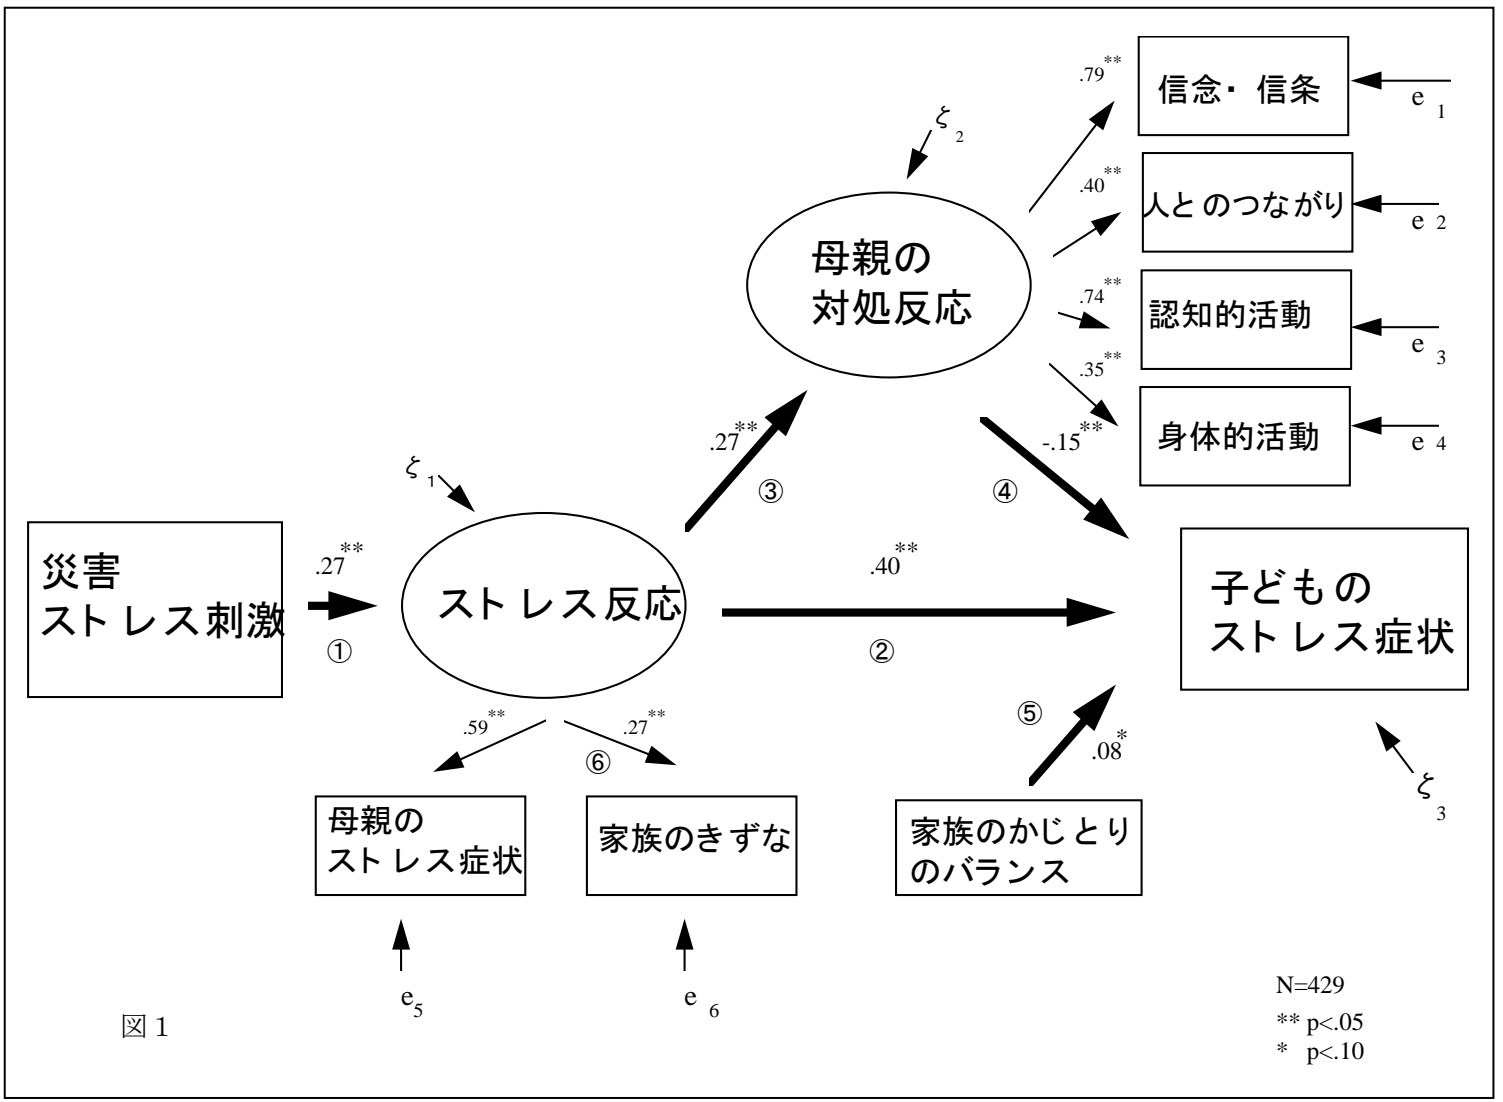 .79**
信念・信条
e1
ζ2
.40**
人とのつながり
e2
母親の
対処反応
.74**
認知的活動
e3
.35**
身体的活動
e4
.27**
③
-.15**
④
ζ1
災害
ストレス刺激
.27**
①
ストレス反応
.40**
②
子どもの
ストレス症状
.59**
.27**
⑥
⑤
.08*
ζ3
母親の
ストレス症状
家族のきずな
家族のかじとり
のバランス
e5
e6
図１
N=429
** p<.05
* p<.10